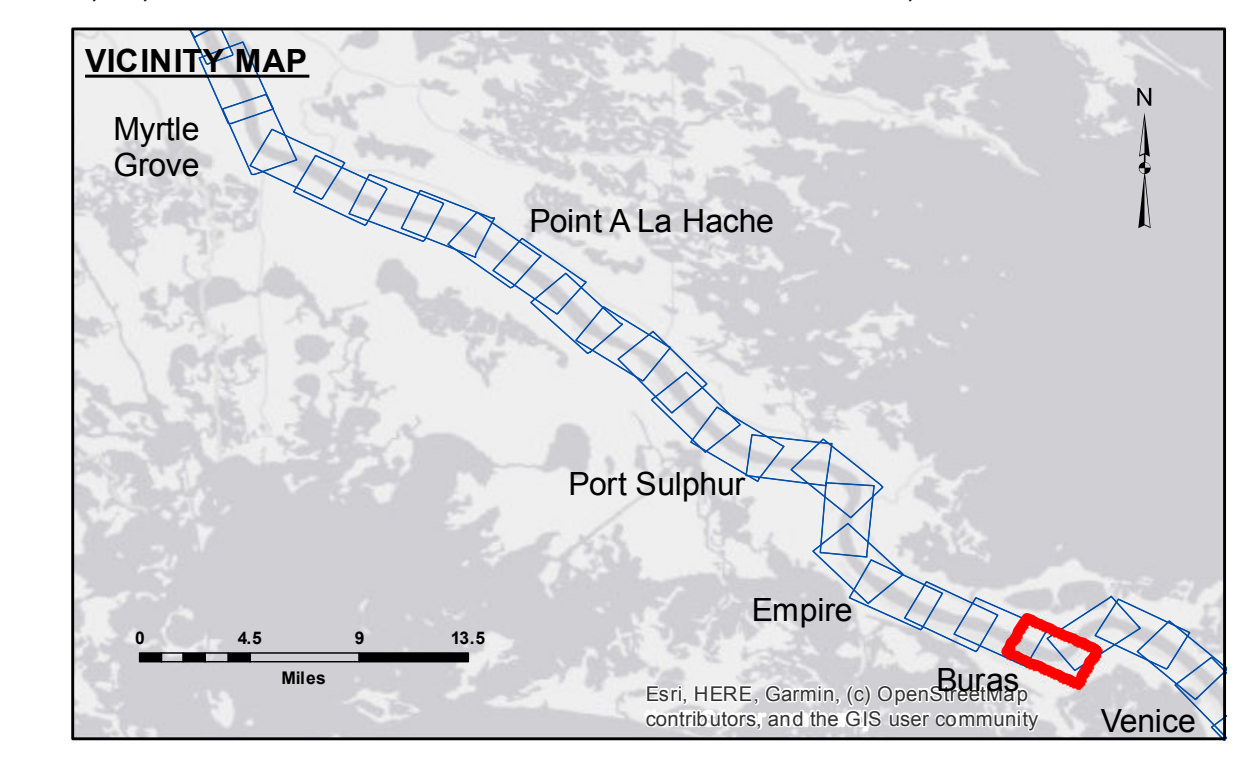 VICINITY MAP
N
Myrtle
Grove
Point A La Hache
Port Sulphur
Empire
0 4.5 9 13.5
Miles
Buras
Esri, HERE, Garmin, (c) OpenStreetMap
contributors, and the GIS user community
Venice